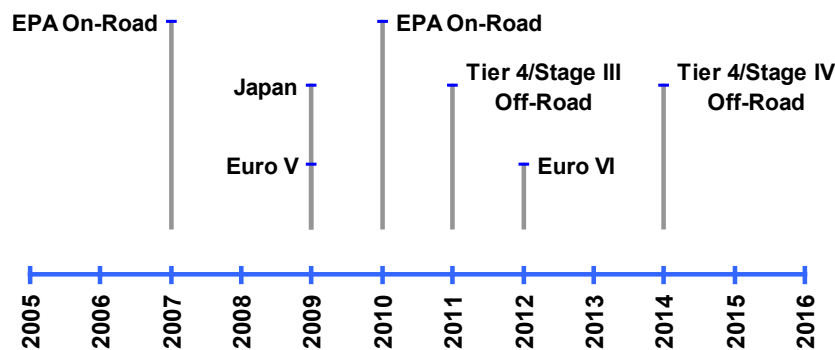 EPA On-Road
EPA On-Road
Japan
Tier 4/Stage III
Off-Road
Tier 4/Stage IV
Off-Road
Euro V
Euro VI
2005
2006
2007
2008
2009
2010
2011
2012
2013
2014
2015
2016